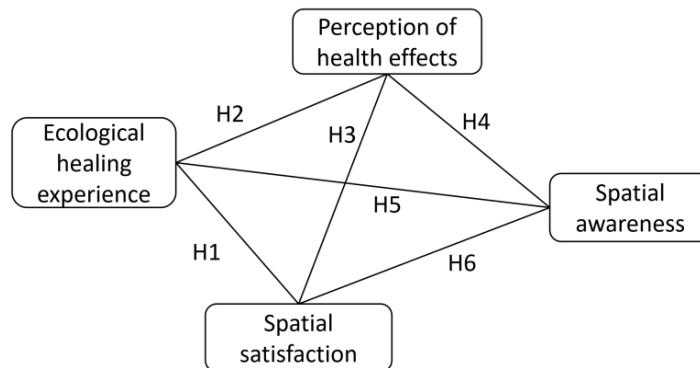 Perception of
health effects
H2
H3
H4
Ecological
healing
experience
Spatial
awareness
H5
H1
H6
Spatial
satisfaction